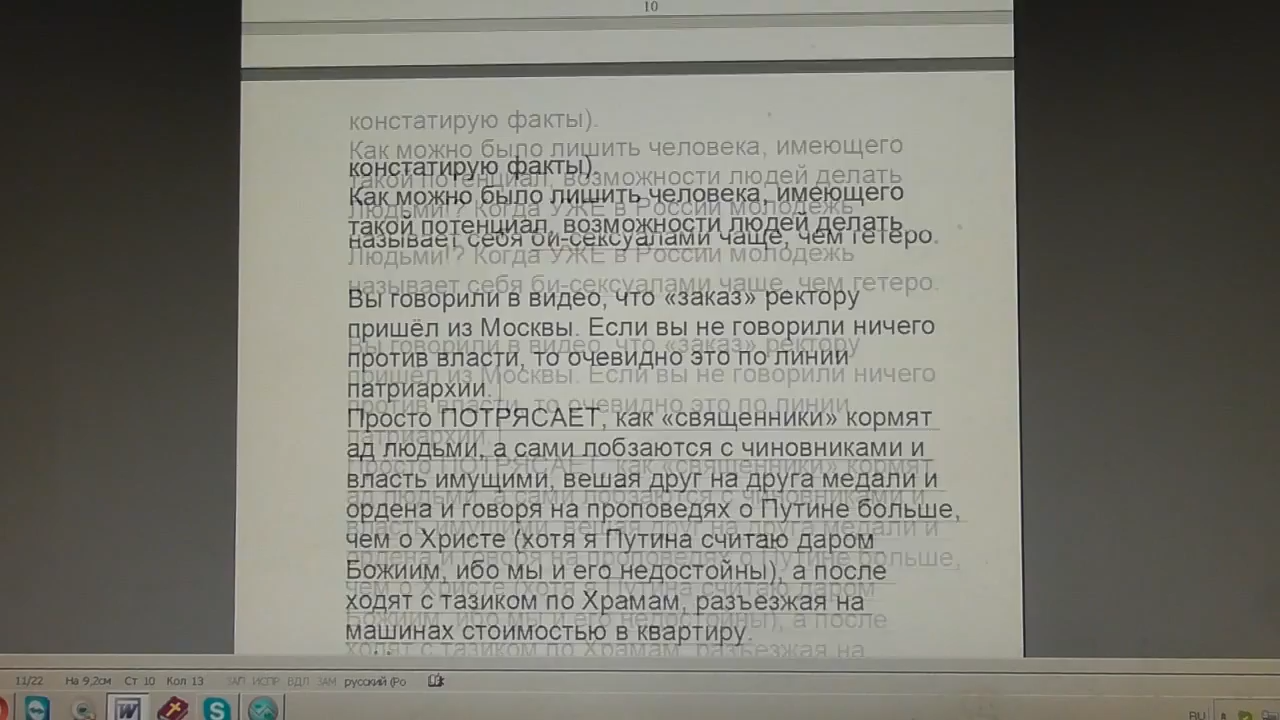 10
констатирую факты).
Как можно было лишить человека, имеющего
такой потенциал, возможности людей делать
Людьми!? Когда УЖЕ в России молодёжь
называет себя би-сексуалами чаще, чем гетеро.
Вы говорили в видео, что «заказ» ректору
пришёл из Москвы. Если вы не говорили ничего
против власти, то очевидно это по линии
патриархии.
Просто ПОТРЯСАЕТ, как «священники» кормят
ад людьми, а сами лобзаются с чиновниками и
власть имущими, вешая друг на друга медали и
ордена и говоря на проповедях о Путине больше,
чем о Христе (хотя я Путина считаю даром
Божиим, ибо мы и его недостойны), а после
ходят с тазиком по Храмам, разъезжая на
машинах стоимостью в квартиру.
11/22 На 9,2см Ст 10 Кол 13 ЗАП ИСПР ВДЛ ЗАМ русский (Ро
RU